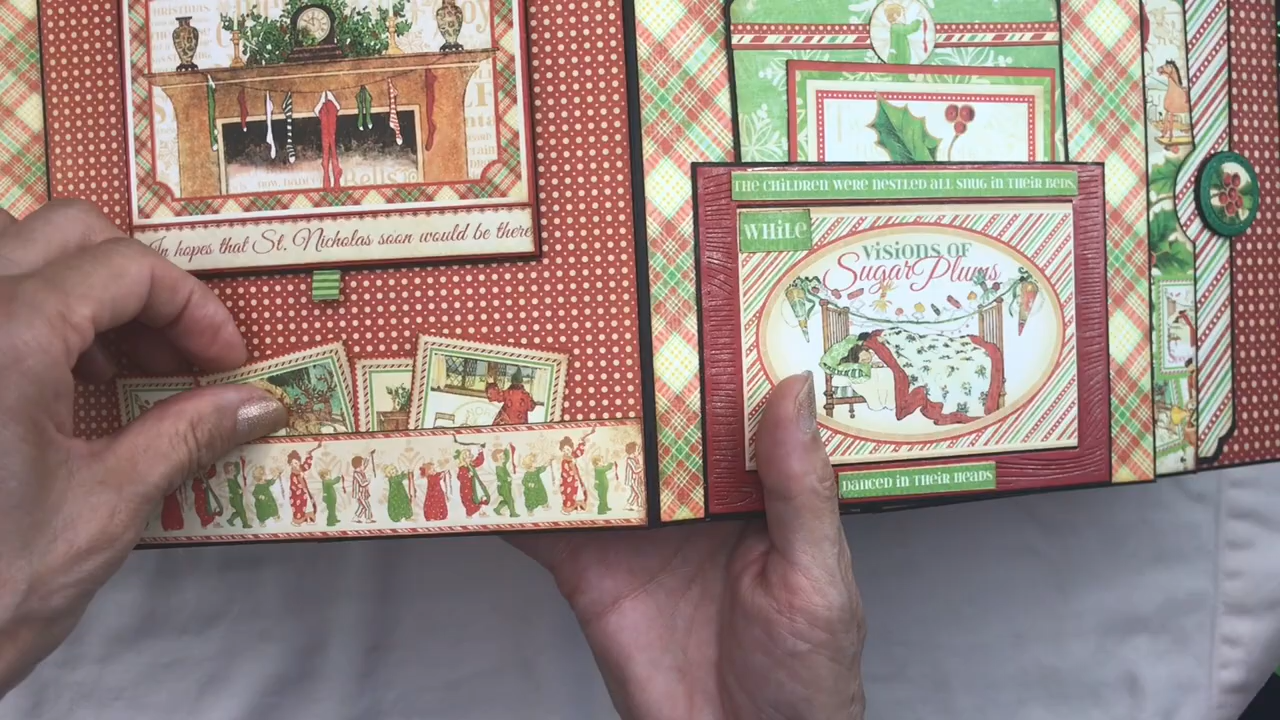 In hopes that St. Nicholas soon would be there
THE CHILDREN WERE NESTLED ALL SNUG IN THEIR BEDS,
WHILE
VISIONS OF
Sugar Plums
DANCED IN THEIR HEADS